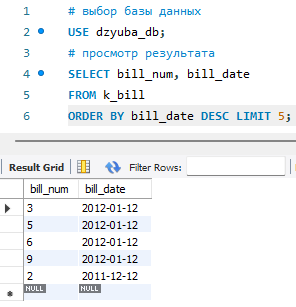 1 # выбор базы данных
2 USE dzyuba_db;
3 # просмотр результата
4 SELECT bill_num, bill_date
5 FROM k_bill
6 ORDER BY bill_date DESC LIMIT 5;
Result Grid Filter Rows:
bill_num bill_date
3 2012-01-12
5 2012-01-12
6 2012-01-12
9 2012-01-12
2 2011-12-12
NULL NULL